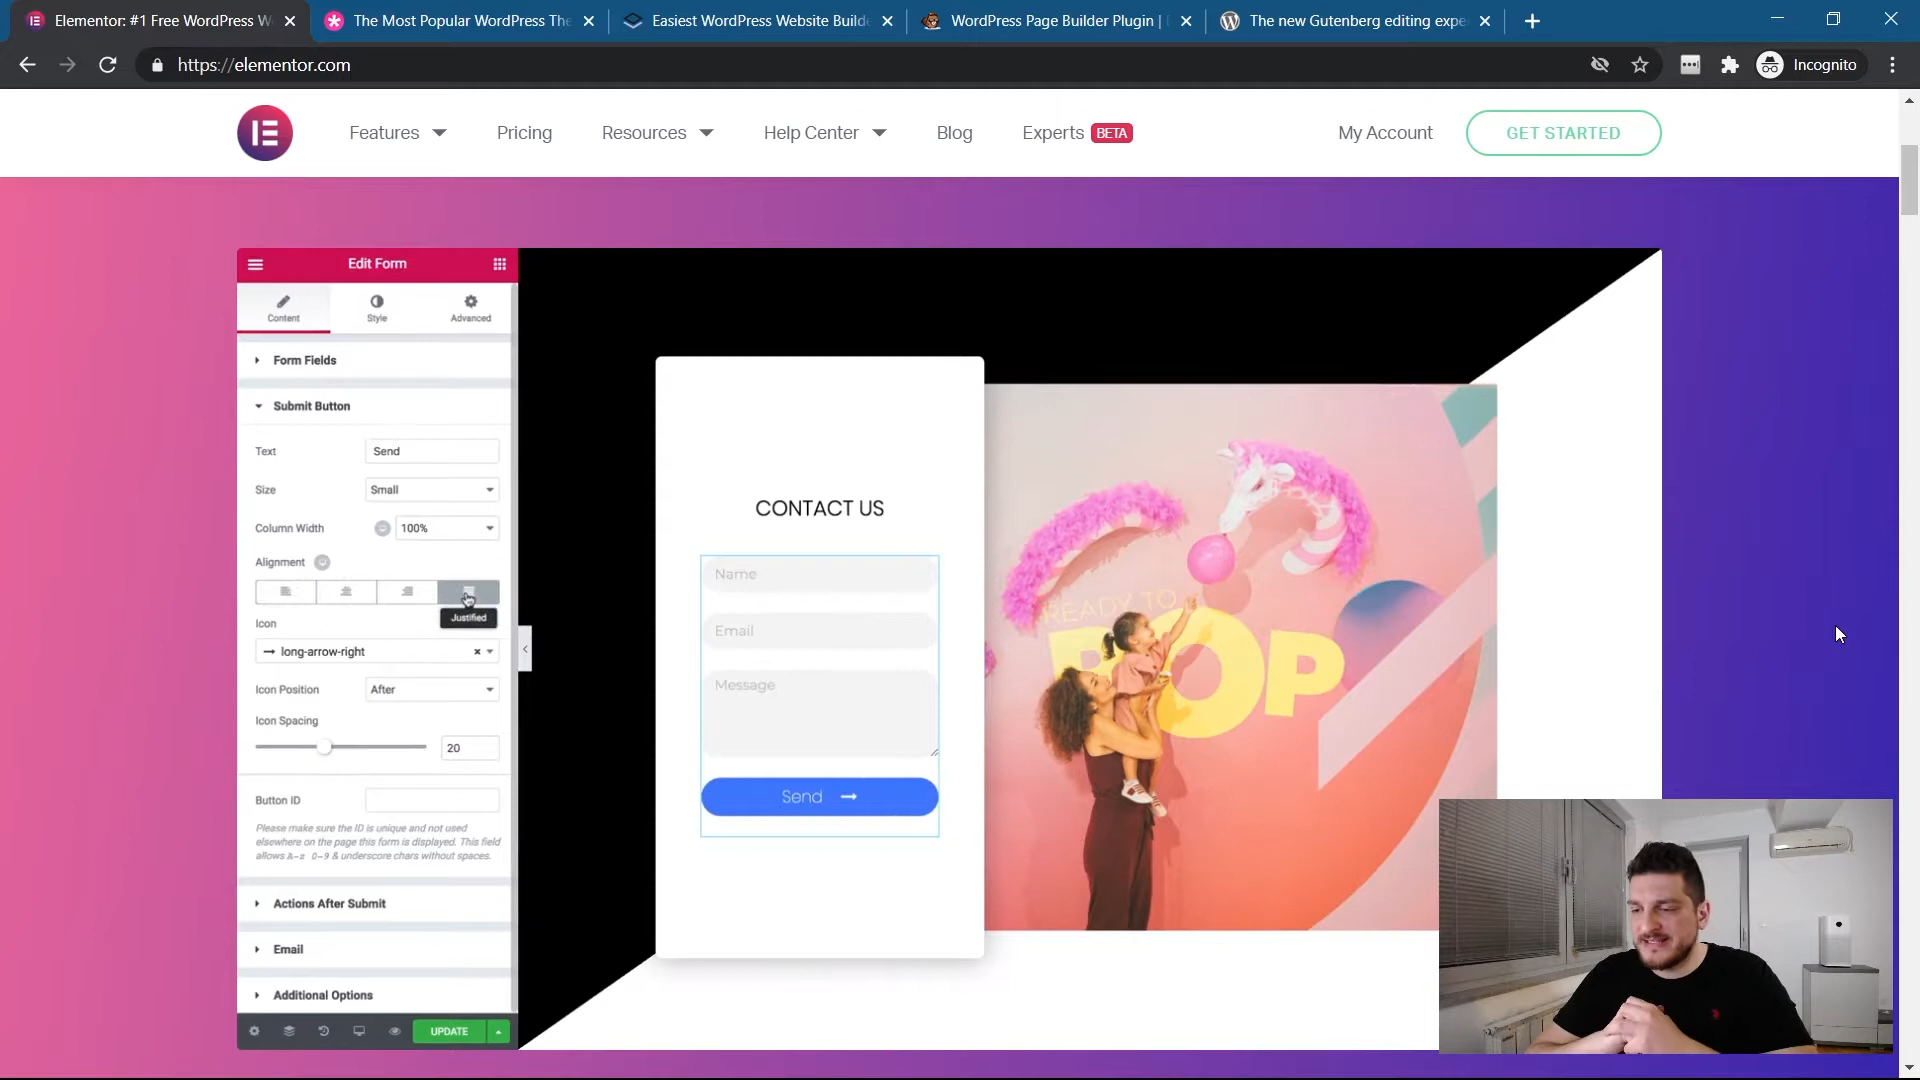 Elementor: #1 Free WordPress W
The Most Popular WordPress The
Easiest WordPress Website Builde
WordPress Page Builder Plugin |
The new Gutenberg editing expe
https://elementor.com
Incognito
Features
Pricing
Resources
Help Center
Blog
Experts BETA
My Account
GET STARTED
Edit Form
Content
Style
Advanced
Form Fields
Submit Button
Text
Send
Size
Small
Column Width
100%
Alignment
Justified
Icon
long-arrow-right
Icon Position
After
Icon Spacing
20
Button ID
Please make sure the ID is unique and not used
elsewhere on the page this form is displayed. This field
allows A-z 0-9 & underscore chars without spaces.
Actions After Submit
Email
Additional Options
UPDATE
CONTACT US
Name
Email
Message
Send
READY TO
POP